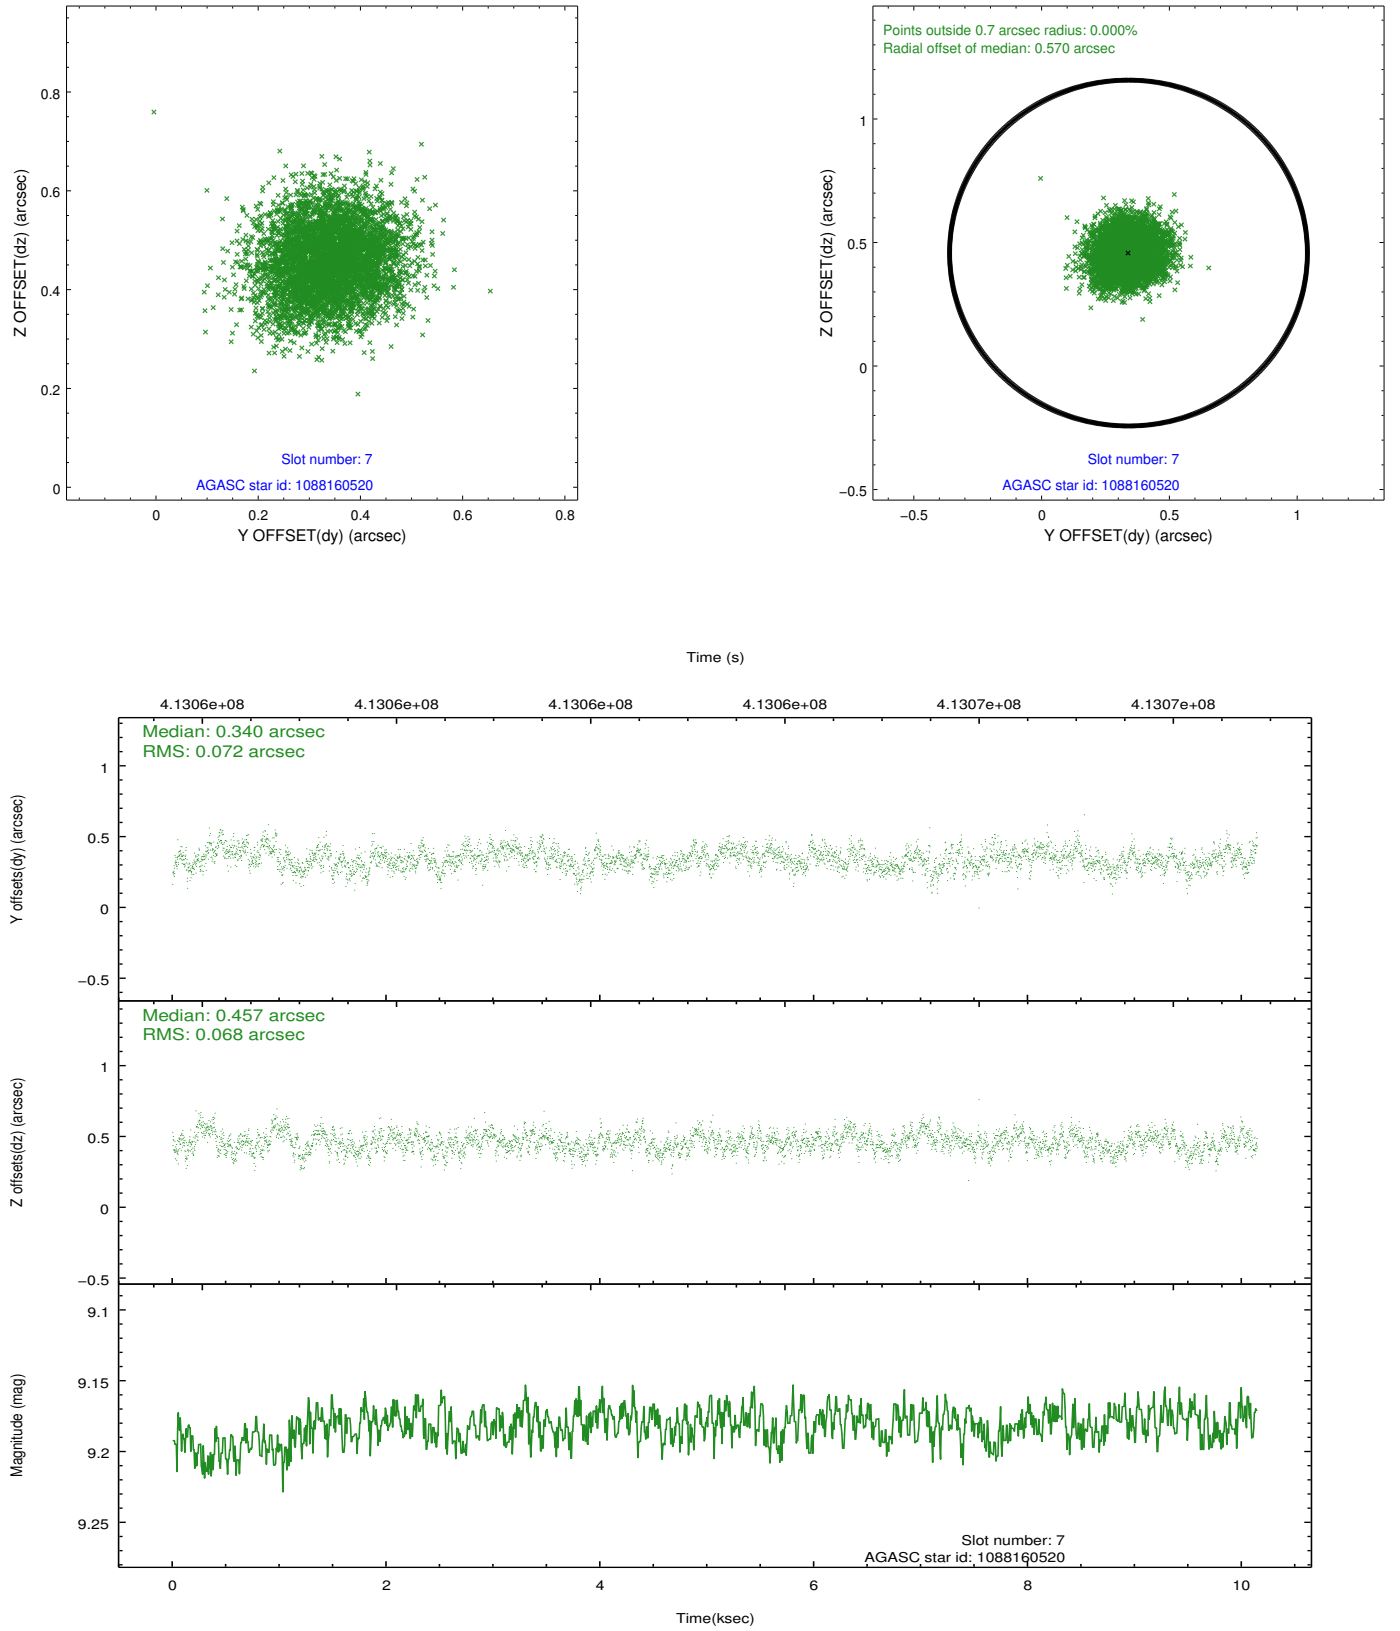 0.8
0.6
0.4
0.2
0
0
0.2
0.4
0.6
0.8
Z OFFSET(dz) (arcsec)
Y OFFSET(dy) (arcsec)
Slot number: 7
AGASC star id: 1088160520
Points outside 0.7 arcsec radius: 0.000%
Radial offset of median: 0.570 arcsec
1
0.5
0
−0.5
−0.5
0
0.5
1
Z OFFSET(dz) (arcsec)
Y OFFSET(dy) (arcsec)
Slot number: 7
AGASC star id: 1088160520
Time (s)
4.1306e+08 4.1306e+08 4.1306e+08 4.1306e+08 4.1307e+08 4.1307e+08
Median: 0.340 arcsec
RMS: 0.072 arcsec
1
0.5
0
−0.5
Y offsets(dy) (arcsec)
Median: 0.457 arcsec
RMS: 0.068 arcsec
1
0.5
0
−0.5
Z offsets(dz) (arcsec)
9.1
9.15
9.2
9.25
Magnitude (mag)
Slot number: 7
AGASC star id: 1088160520
0 2 4 6 8 10
Time(ksec)